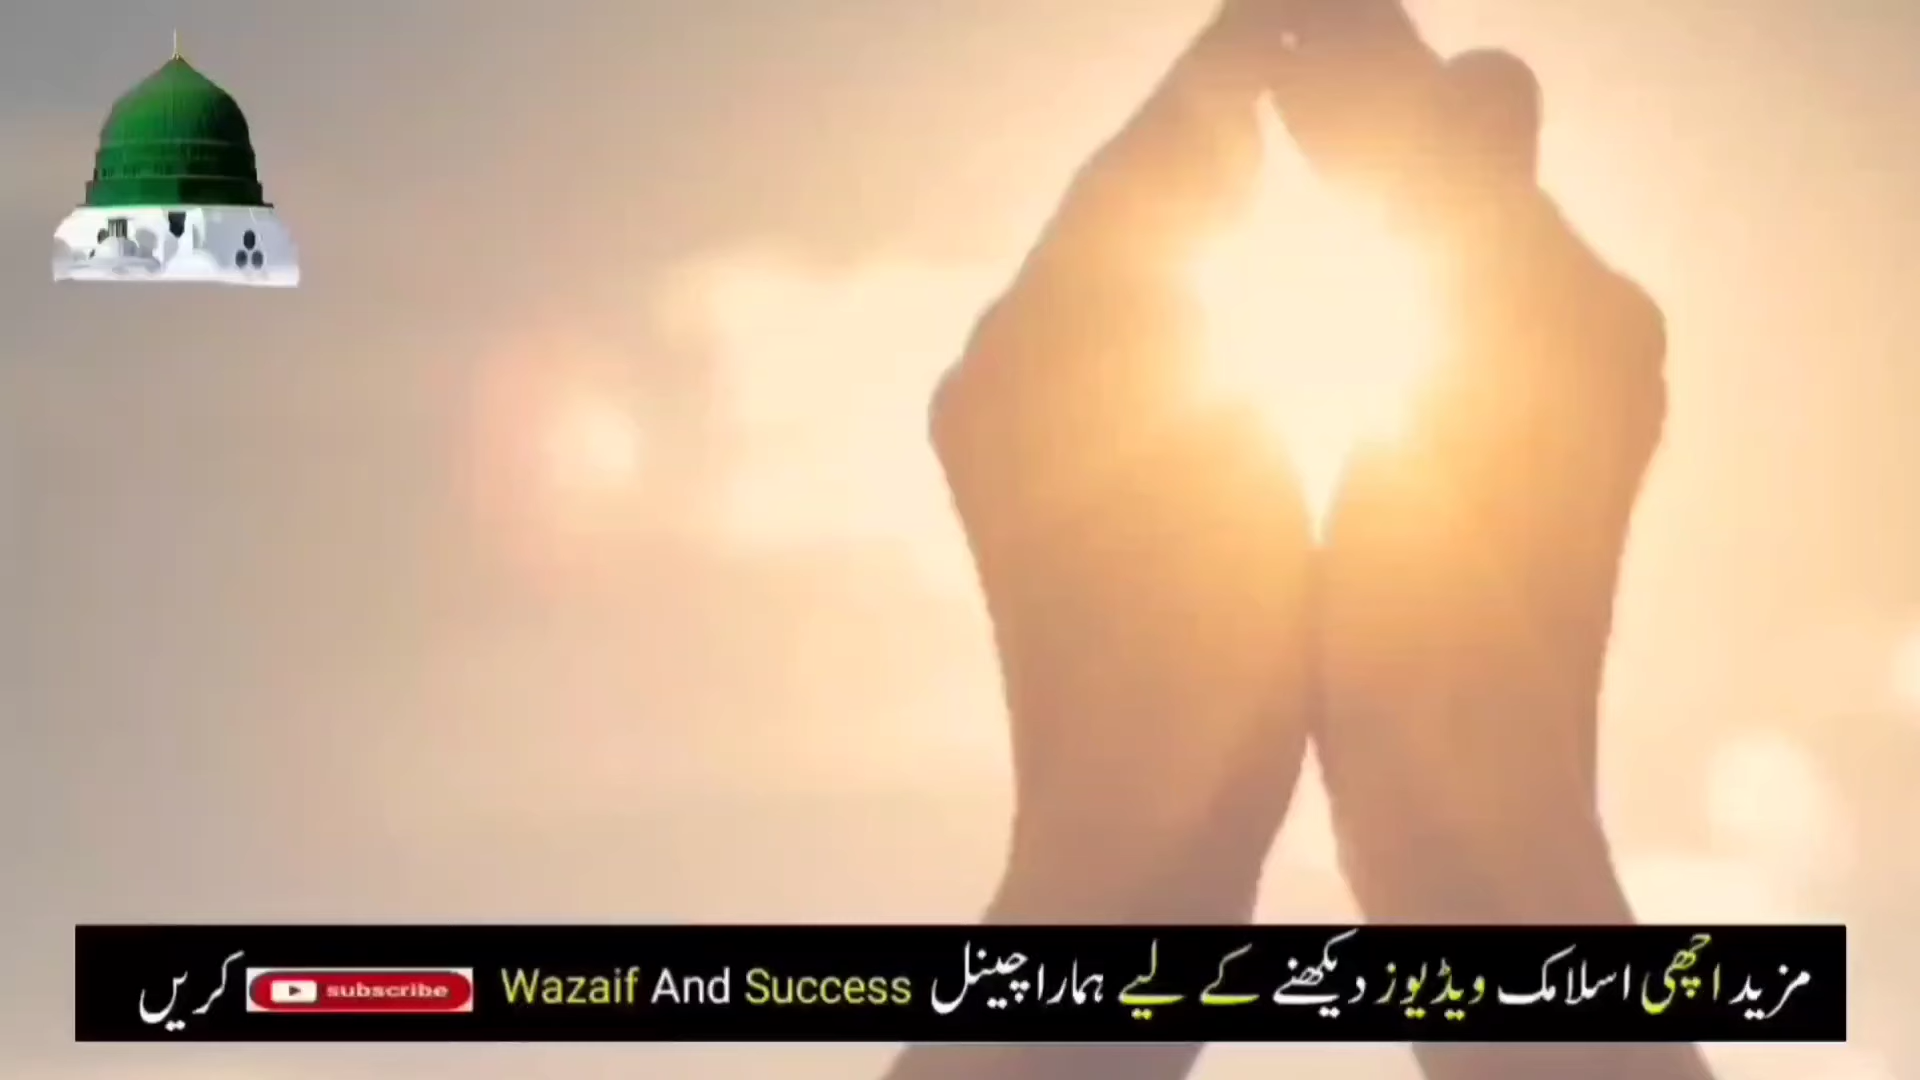 مزید اچھی اسلامک ویڈیوز دیکھنے کے لیے ہمارا چینل Wazaif And Success subscribe کریں